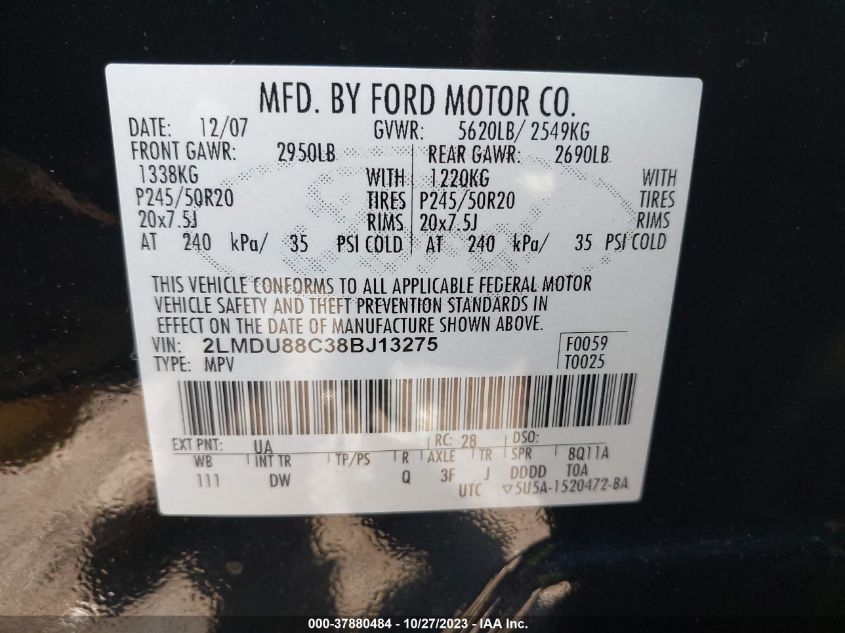 MFD. BY FORD MOTOR CO.
DATE: 12/07 GVWR: 5620LB/ 2549KG
FRONT GAWR: 2950LB REAR GAWR: 2690LB
1338KG WITH 1220KG WITH
P245/50R20 TIRES P245/50R20 TIRES
20x7.5J RIMS 20x7.5J RIMS
AT 240 kPa/ 35 PSI COLD AT 240 kPa/ 35 PSI COLD
THIS VEHICLE CONFORMS TO ALL APPLICABLE FEDERAL MOTOR
VEHICLE SAFETY AND THEFT PREVENTION STANDARDS IN
EFFECT ON THE DATE OF MANUFACTURE SHOWN ABOVE.
VIN: 2LMDU88C38BJ13275 F0059
TYPE: MPV T0025
EXT PNT: UA RC: 28 DSO:
WB INT TR TP/PS R AXLE TR SPR 8Q11A
111 DW Q 3F J DDDD T0A
UTC ▽5U5A-1520472-BA
000-37880484 | 10/27/2023 | IAA Inc.